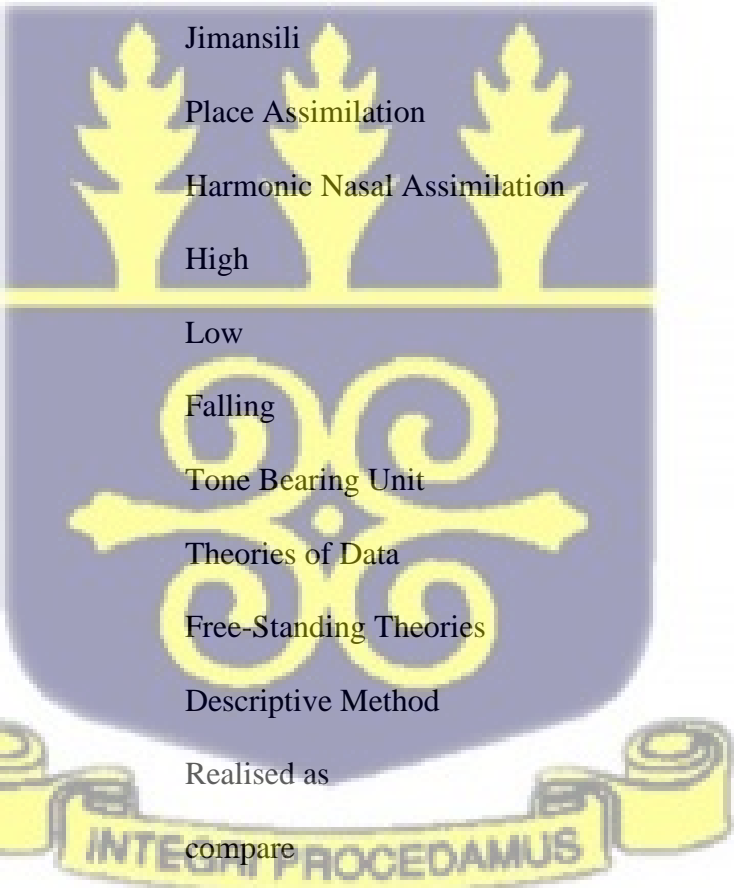 Jimansili
Place Assimilation
Harmonic Nasal Assimilation
High
Low
Falling
Tone Bearing Unit
Theories of Data
Free-Standing Theories
Descriptive Method
Realised as
compare
INTEGRI PROCEDAMUS